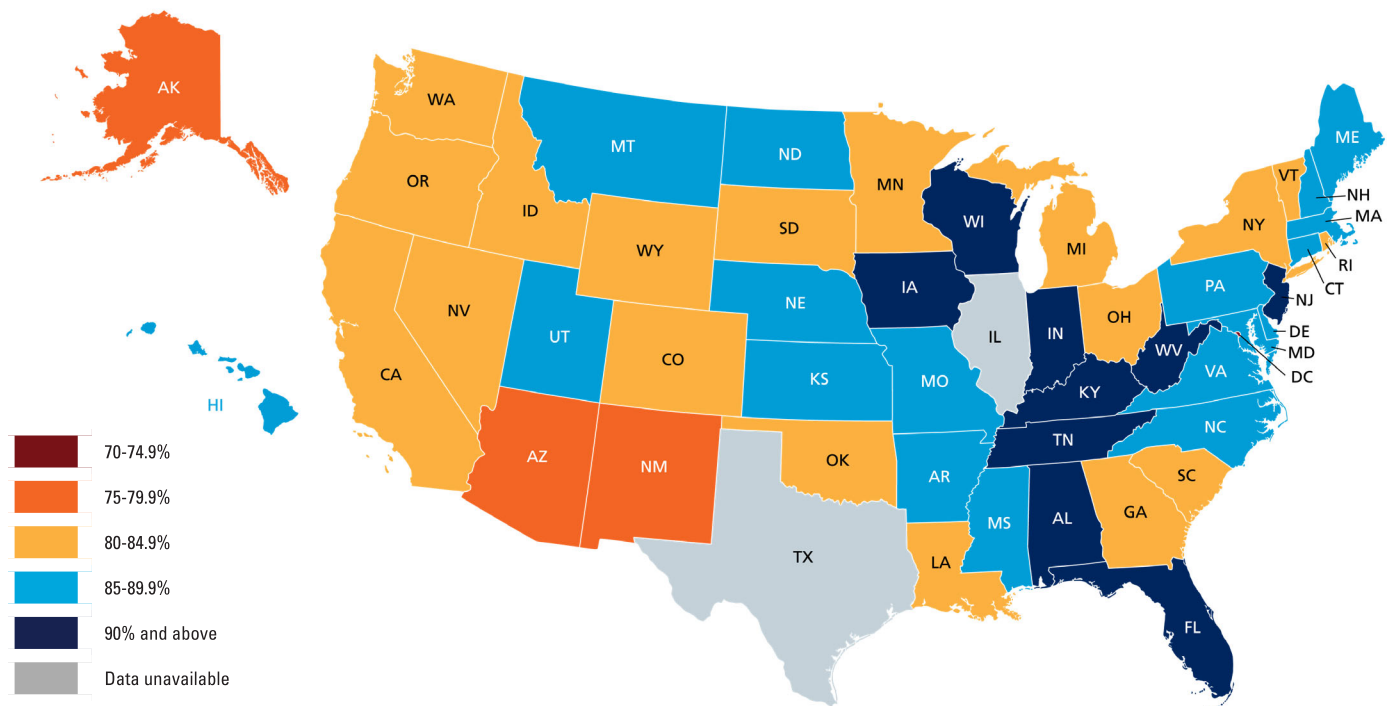 AK
WA
MT
ND
MN
ME
VT
NH
MA
OR
ID
WY
SD
WI
MI
NY
RI
CT
NV
UT
NE
IA
IL
IN
OH
PA
NJ
DE
MD
DC
CA
CO
KS
MO
KY
WV
VA
HI
AZ
NM
OK
AR
TN
NC
SC
TX
LA
MS
AL
GA
FL
70-74.9%
75-79.9%
80-84.9%
85-89.9%
90% and above
Data unavailable